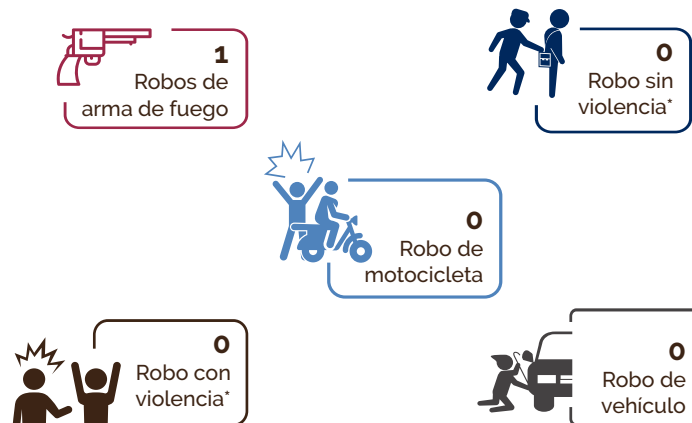 1
Robos de
arma de fuego
0
Robo sin
violencia*
0
Robo de
motocicleta
0
Robo con
violencia*
0
Robo de
vehículo